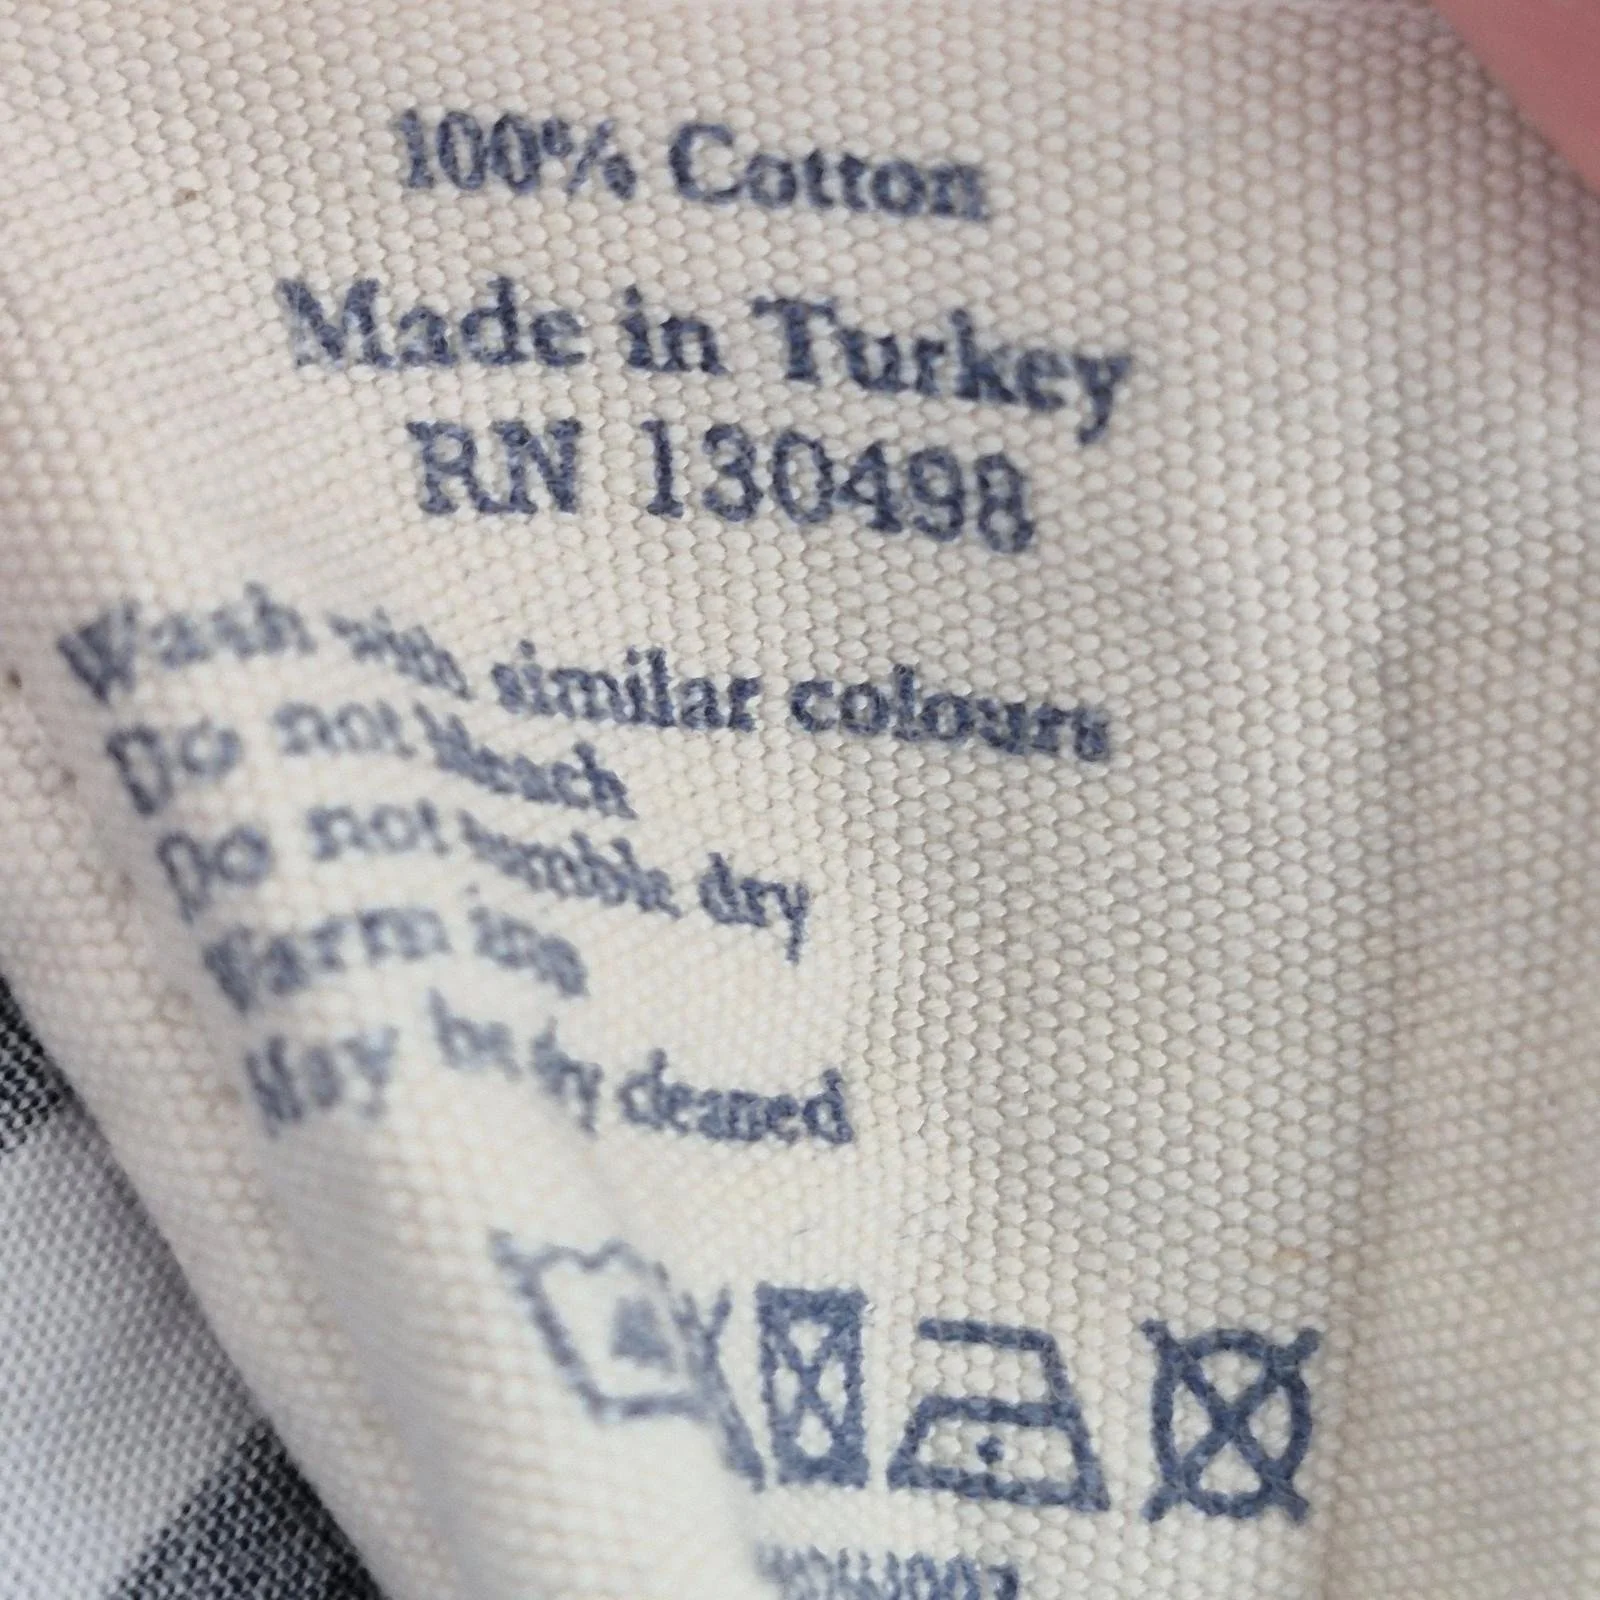 100% Cotton
Made in Turkey
RN 130498
Wash with similar colours
Do not bleach
Do not tumble dry
Warm iron
May be dry cleaned